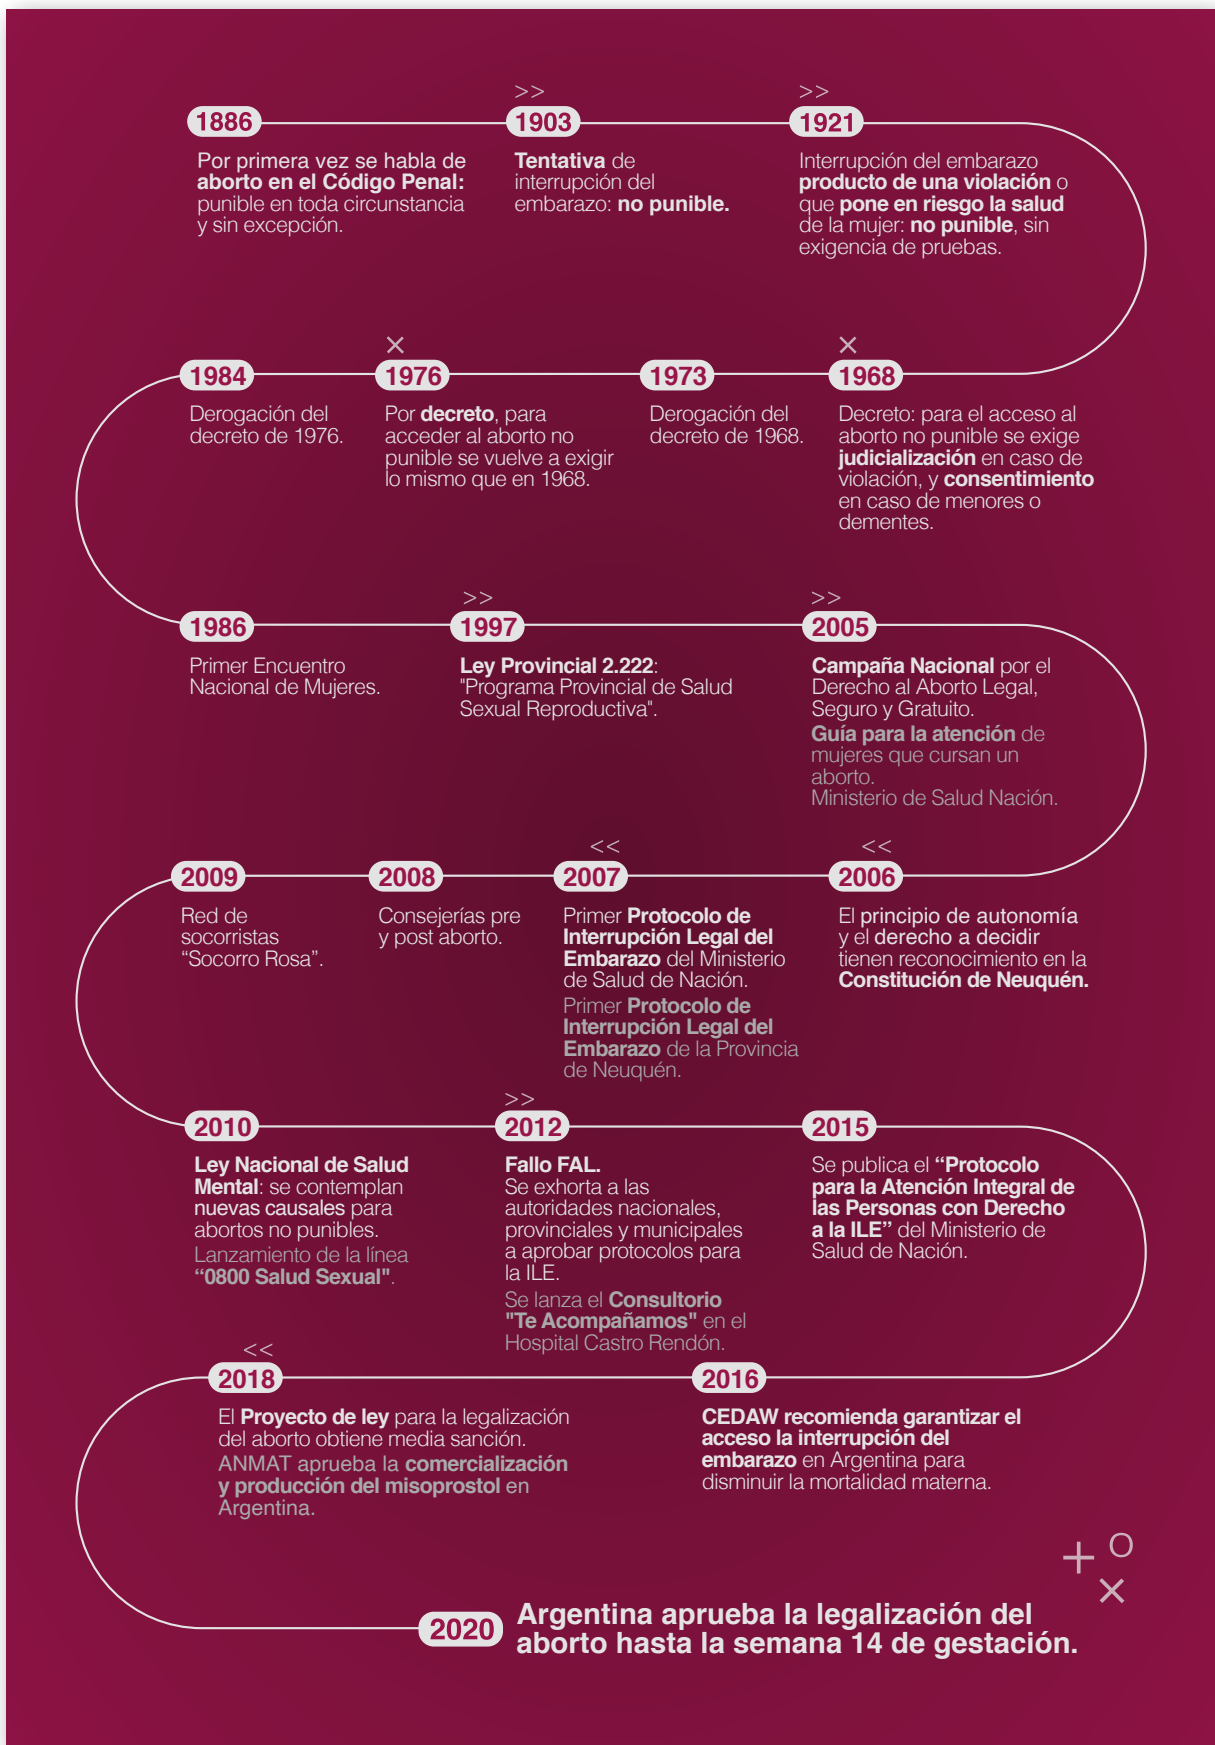 >>
>>
1886
1903
1921
Por primera vez se habla de
aborto en el Código Penal:
punible en toda circunstancia
y sin excepción.
Tentativa de
interrupción del
embarazo: no punible.
Interrupción del embarazo
producto de una violación o
que pone en riesgo la salud
de la mujer: no punible, sin
exigencia de pruebas.
×
1968
Decreto: para el acceso al
aborto no punible se exige
judicialización en caso de
violación, y consentimiento
en caso de menores o
dementes.
1973
Derogación del
decreto de 1968.
×
1976
Por decreto, para
acceder al aborto no
punible se vuelve a exigir
lo mismo que en 1968.
1984
Derogación del
decreto de 1976.
1986
Primer Encuentro
Nacional de Mujeres.
>>
1997
Ley Provincial 2.222:
"Programa Provincial de Salud
Sexual Reproductiva".
>>
2005
Campaña Nacional por el
Derecho al Aborto Legal,
Seguro y Gratuito.
Guía para la atención de
mujeres que cursan un
aborto.
Ministerio de Salud Nación.
<<
2006
El principio de autonomía
y el derecho a decidir
tienen reconocimiento en la
Constitución de Neuquén.
<<
2007
Primer Protocolo de
Interrupción Legal del
Embarazo del Ministerio
de Salud de Nación.
Primer Protocolo de
Interrupción Legal del
Embarazo de la Provincia
de Neuquén.
2008
Consejerías pre
y post aborto.
2009
Red de
socorristas
“Socorro Rosa”.
2010
Ley Nacional de Salud
Mental: se contemplan
nuevas causales para
abortos no punibles.
Lanzamiento de la línea
“0800 Salud Sexual".
>>
2012
Fallo FAL.
Se exhorta a las
autoridades nacionales,
provinciales y municipales
a aprobar protocolos para
la ILE.
Se lanza el Consultorio
"Te Acompañamos" en el
Hospital Castro Rendón.
2015
Se publica el “Protocolo
para la Atención Integral de
las Personas con Derecho
a la ILE” del Ministerio de
Salud de Nación.
2016
CEDAW recomienda garantizar el
acceso la interrupción del
embarazo en Argentina para
disminuir la mortalidad materna.
<<
2018
El Proyecto de ley para la legalización
del aborto obtiene media sanción.
ANMAT aprueba la comercialización
y producción del misoprostol en
Argentina.
2020
Argentina aprueba la legalización del
aborto hasta la semana 14 de gestación.